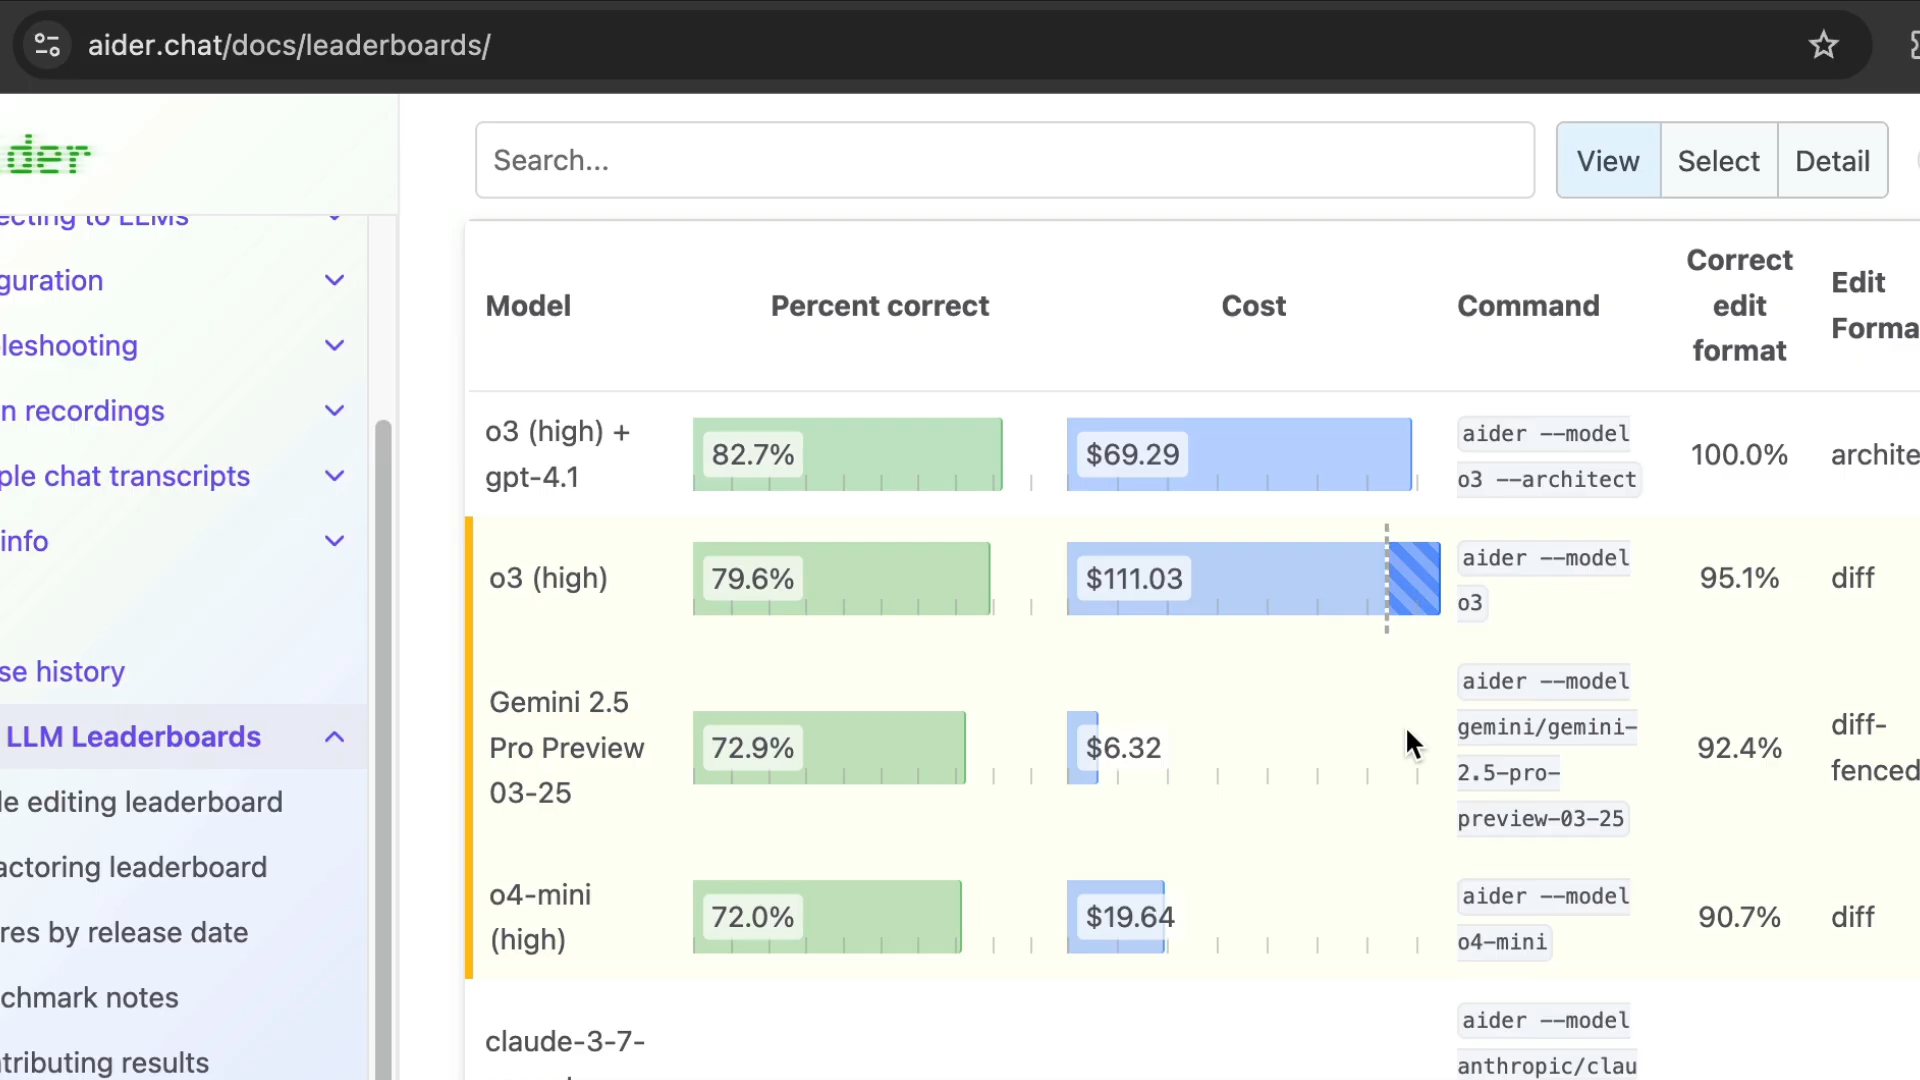 aider.chat/docs/leaderboards/
der
ecting to LLMs
guration
leshooting
n recordings
ple chat transcripts
info
se history
LLM Leaderboards
le editing leaderboard
actoring leaderboard
res by release date
chmark notes
tributing results
Search...
View Select Detail
Model Percent correct Cost Command Correct edit format Edit Forma
o3 (high) +
gpt-4.1
82.7%
$69.29
aider --model
o3 --architect
100.0%
archite
o3 (high)
79.6%
$111.03
aider --model
o3
95.1%
diff
Gemini 2.5
Pro Preview
03-25
72.9%
$6.32
aider --model
gemini/gemini-
2.5-pro-
preview-03-25
92.4%
diff-
fenced
o4-mini
(high)
72.0%
$19.64
aider --model
o4-mini
90.7%
diff
claude-3-7-
aider --model
anthropic/clau